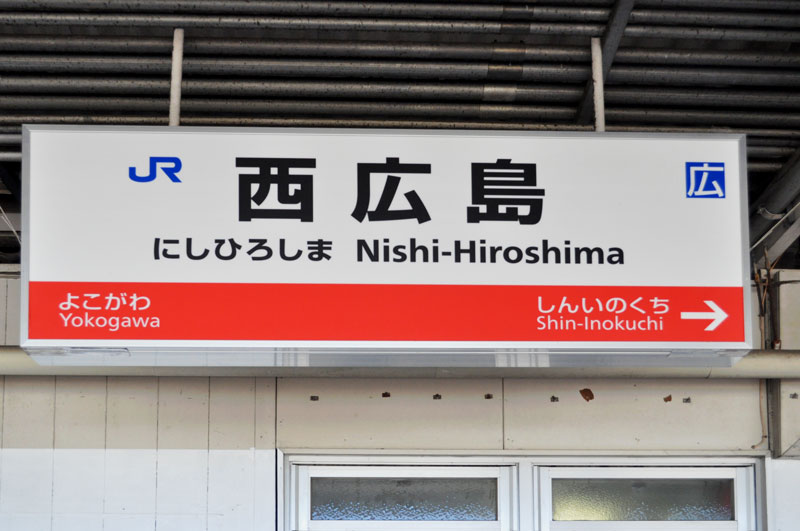 JR
西広島
広
にしひろしま Nishi-Hiroshima
よこがわ
Yokogawa
しんいのくち
Shin-Inokuchi
→